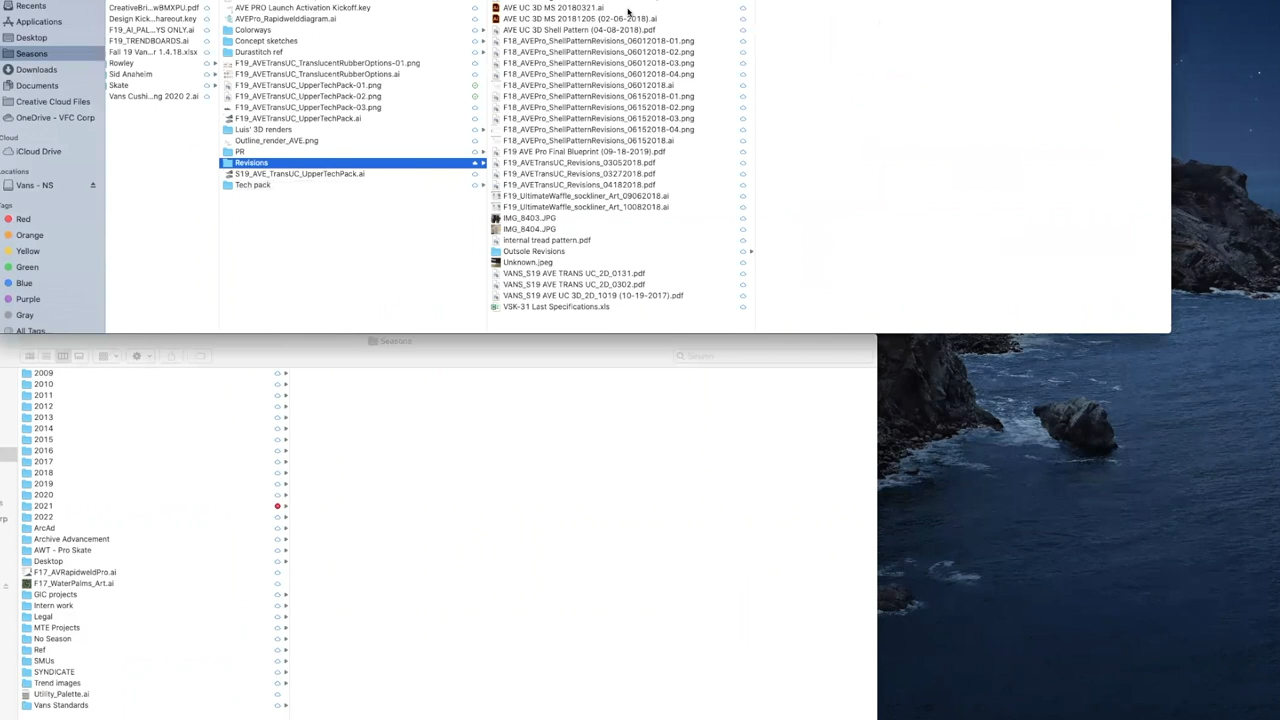 Recents
Applications
Desktop
Seasons
Downloads
Documents
Creative Cloud Files
OneDrive - VFC Corp
Cloud
iCloud Drive
Locations
Vans - NS
Tags
Red
Orange
Yellow
Green
Blue
Purple
Gray
All Tags...
CreativeBri...wBMXPU.pdf
Design Kick...hareout.key
F19_AI_PAL...YS ONLY.ai
F19_TRENDBOARDS.ai
Fall 19 Van...r 1.4.18.xlsx
Rowley
Sid Anaheim
Skate
Vans Cushi...ng 2020 2.ai
AVE PRO Launch Activation Kickoff.key
AVEPro_Rapidwelddiagram.ai
Colorways
Concept sketches
Durastitch ref
F19_AVETransUC_TranslucentRubberOptions-01.png
F19_AVETransUC_TranslucentRubberOptions.ai
F19_AVETransUC_UpperTechPack-01.png
F19_AVETransUC_UpperTechPack-02.png
F19_AVETransUC_UpperTechPack-03.png
F19_AVETransUC_UpperTechPack.ai
Luis' 3D renders
Outline_render_AVE.png
PR
Revisions
S19_AVE_TransUC_UpperTechPack.ai
Tech pack
AVE UC 3D MS 20180321.ai
AVE UC 3D MS 20181205 (02-06-2018).ai
AVE UC 3D Shell Pattern (04-08-2018).pdf
F18_AVEPro_ShellPatternRevisions_06012018-01.png
F18_AVEPro_ShellPatternRevisions_06012018-02.png
F18_AVEPro_ShellPatternRevisions_06012018-03.png
F18_AVEPro_ShellPatternRevisions_06012018-04.png
F18_AVEPro_ShellPatternRevisions_06012018.ai
F18_AVEPro_ShellPatternRevisions_06152018-01.png
F18_AVEPro_ShellPatternRevisions_06152018-02.png
F18_AVEPro_ShellPatternRevisions_06152018-03.png
F18_AVEPro_ShellPatternRevisions_06152018-04.png
F18_AVEPro_ShellPatternRevisions_06152018.ai
F19 AVE Pro Final Blueprint (09-18-2019).pdf
F19_AVETransUC_Revisions_03052018.pdf
F19_AVETransUC_Revisions_03272018.pdf
F19_AVETransUC_Revisions_04182018.pdf
F19_UltimateWaffle_sockliner_Art_09062018.ai
F19_UltimateWaffle_sockliner_Art_10082018.ai
IMG_8403.JPG
IMG_8404.JPG
internal tread pattern.pdf
Outsole Revisions
Unknown.jpeg
VANS_S19 AVE TRANS UC_2D_0131.pdf
VANS_S19 AVE TRANS UC_2D_0302.pdf
VANS_S19 AVE UC 3D_2D_1019 (10-19-2017).pdf
VSK-31 Last Specifications.xls
Seasons
Search
2009
2010
2011
2012
2013
2014
2015
2016
2017
2018
2019
2020
2021
2022
ArcAd
Archive Advancement
AWT - Pro Skate
Desktop
F17_AVRapidweldPro.ai
F17_WaterPalms_Art.ai
GIC projects
Intern work
Legal
MTE Projects
No Season
Ref
SMUs
SYNDICATE
Trend images
Utility_Palette.ai
Vans Standards